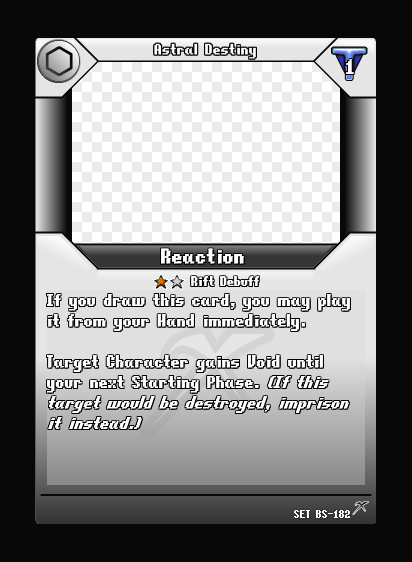 Astral Destiny
1
Reaction
Rift Debuff
If you draw this card, you may play
it from your Hand immediately.
Target Character gains Void until
your next Starting Phase. (If this
target would be destroyed, imprison
it instead.)
SET BS-182